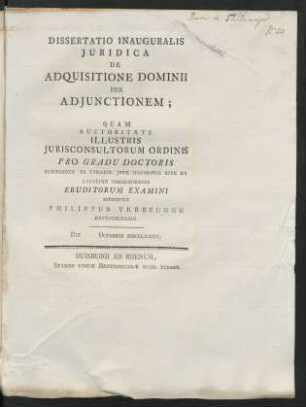 DISSERTATIO INAUGURALIS
JURIDICA
DE
ADQUISITIONE DOMINII
PER
ADJUNCTIONEM;
QUAM
AUCTORITATE
ILLUSTRIS
JURISCONSULTORUM ORDINIS
PRO GRADU DOCTORIS
ERUDITORUM EXAMINI
SUBMITTIT
PHILIPPUS VERBRUGGE
DIE OCTOBRIS
DUISBURGI AD RHENUM,